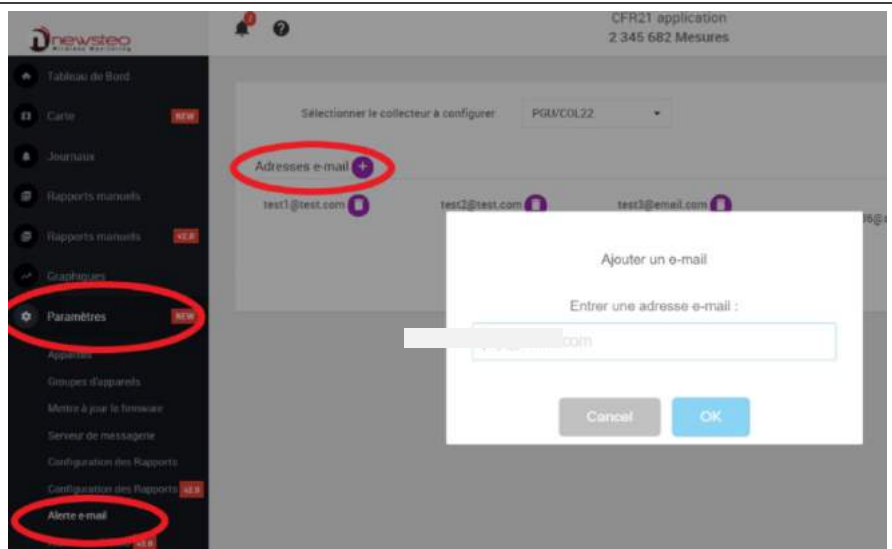 newsteo
Wireless Monitoring
CFR21 application
2 345 682 Mesures
Tableau de Bord
Carte NEW
Journaux
Rapports manuels
Rapports manuels v2.0
Graphiques
Paramètres NEW
Appareils
Groupes d'appareils
Mettre à jour le firmware
Serveur de messagerie
Configuration des Rapports
Configuration des Rapports v2.0
Alerte e-mail
v2.0
Sélectionner le collecteur à configurer PGU/COL22
Adresses e-mail
test1@test.com test2@test.com test3@email.com
Ajouter un e-mail
Entrer une adresse e-mail :
Cancel OK